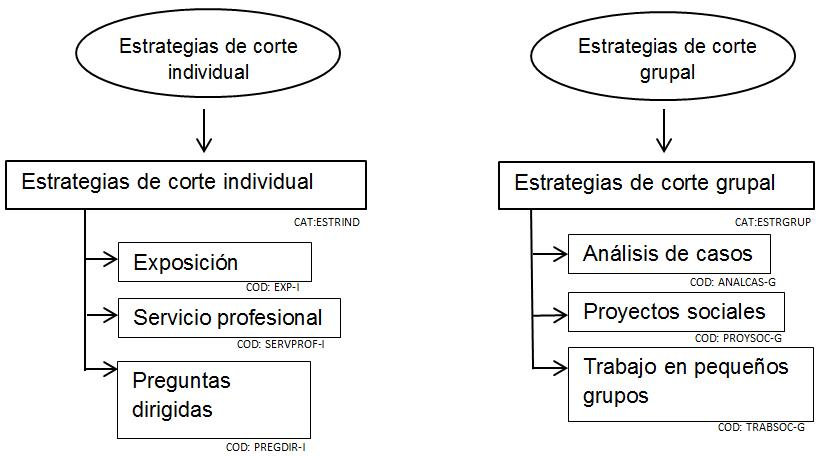 Estrategias de corte
individual
Estrategias de corte individual
CAT:ESTRIND
Exposición
COD: EXP-I
Servicio profesional
COD: SERVPROF-I
Preguntas
dirigidas
COD: PREGDIR-I
Estrategias de corte
grupal
Estrategias de corte grupal
CAT:ESTRGRUP
Análisis de casos
COD: ANALCAS-G
Proyectos sociales
COD: PROYSOC-G
Trabajo en pequeños
grupos
COD: TRABSOC-G